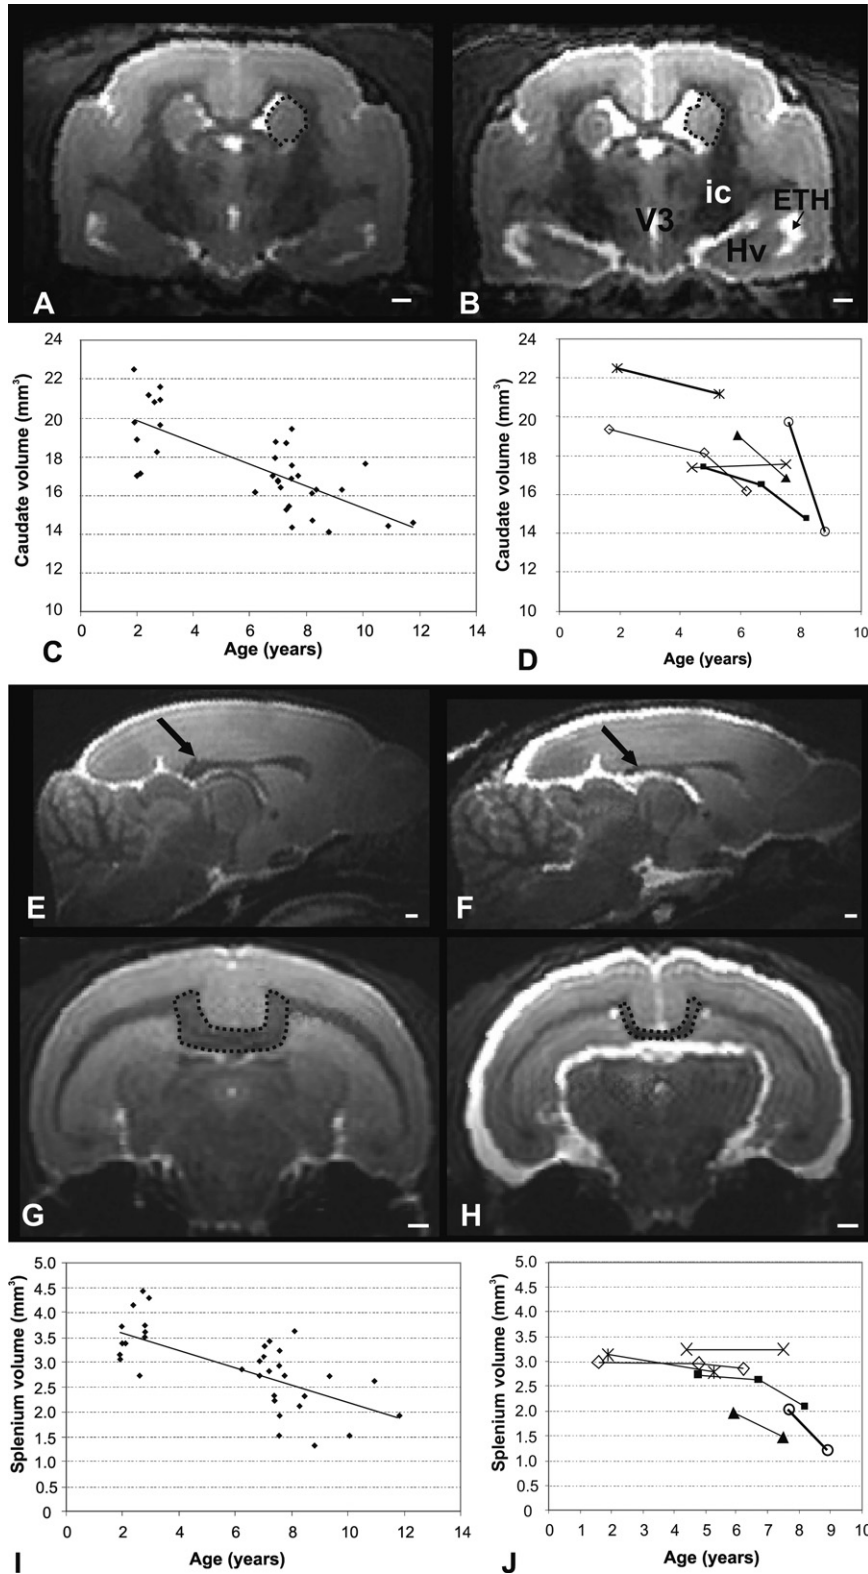 A
B
V3
ic
Hv
ETH
Caudate volume (mm³)
24
22
20
18
16
14
12
10
0 2 4 6 8 10 12 14
Age (years)
C
Caudate volume (mm³)
24
22
20
18
16
14
12
10
0 2 4 6 8 10
Age (years)
D
E
F
G
H
Splenium volume (mm³)
5.0
4.5
4.0
3.5
3.0
2.5
2.0
1.5
1.0
0.5
0
0 2 4 6 8 10 12 14
Age (years)
I
Splenium volume (mm³)
5.0
4.5
4.0
3.5
3.0
2.5
2.0
1.5
1.0
0.5
0
0 1 2 3 4 5 6 7 8 9 10
Age (years)
J